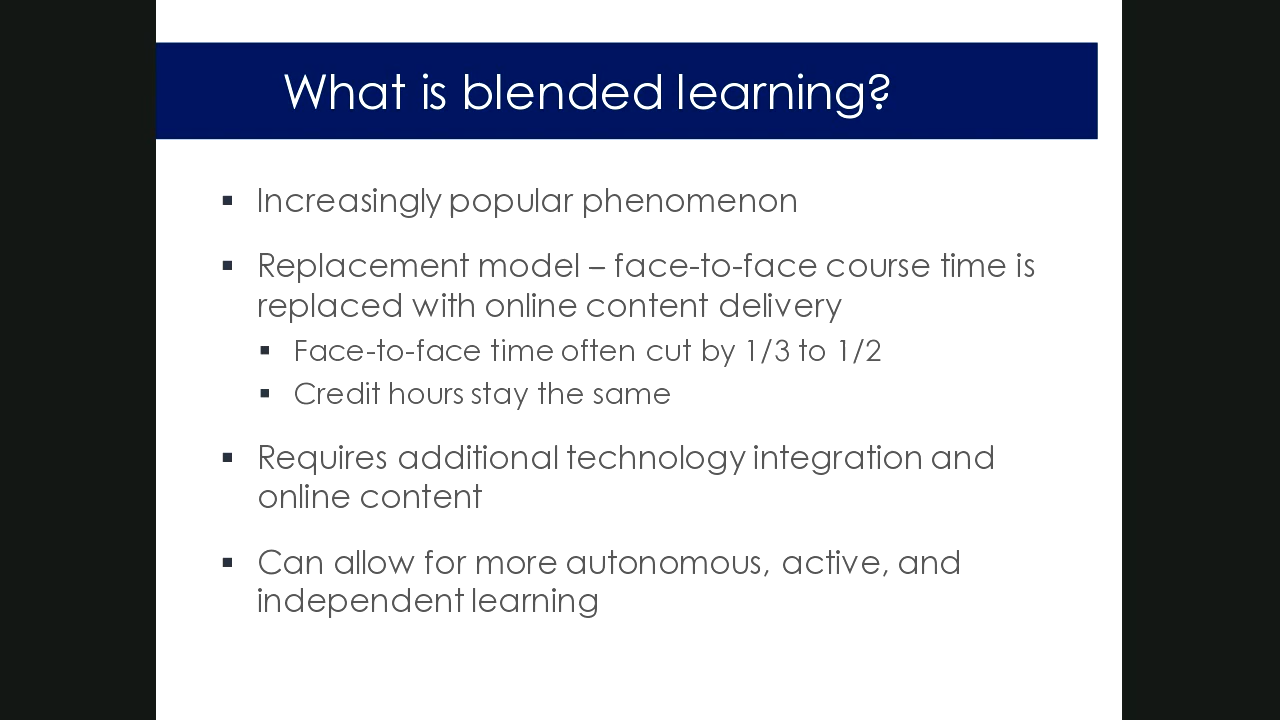 What is blended learning?
▪ Increasingly popular phenomenon
▪ Replacement model – face-to-face course time is
replaced with online content delivery
▪ Face-to-face time often cut by 1/3 to 1/2
▪ Credit hours stay the same
▪ Requires additional technology integration and
online content
▪ Can allow for more autonomous, active, and
independent learning